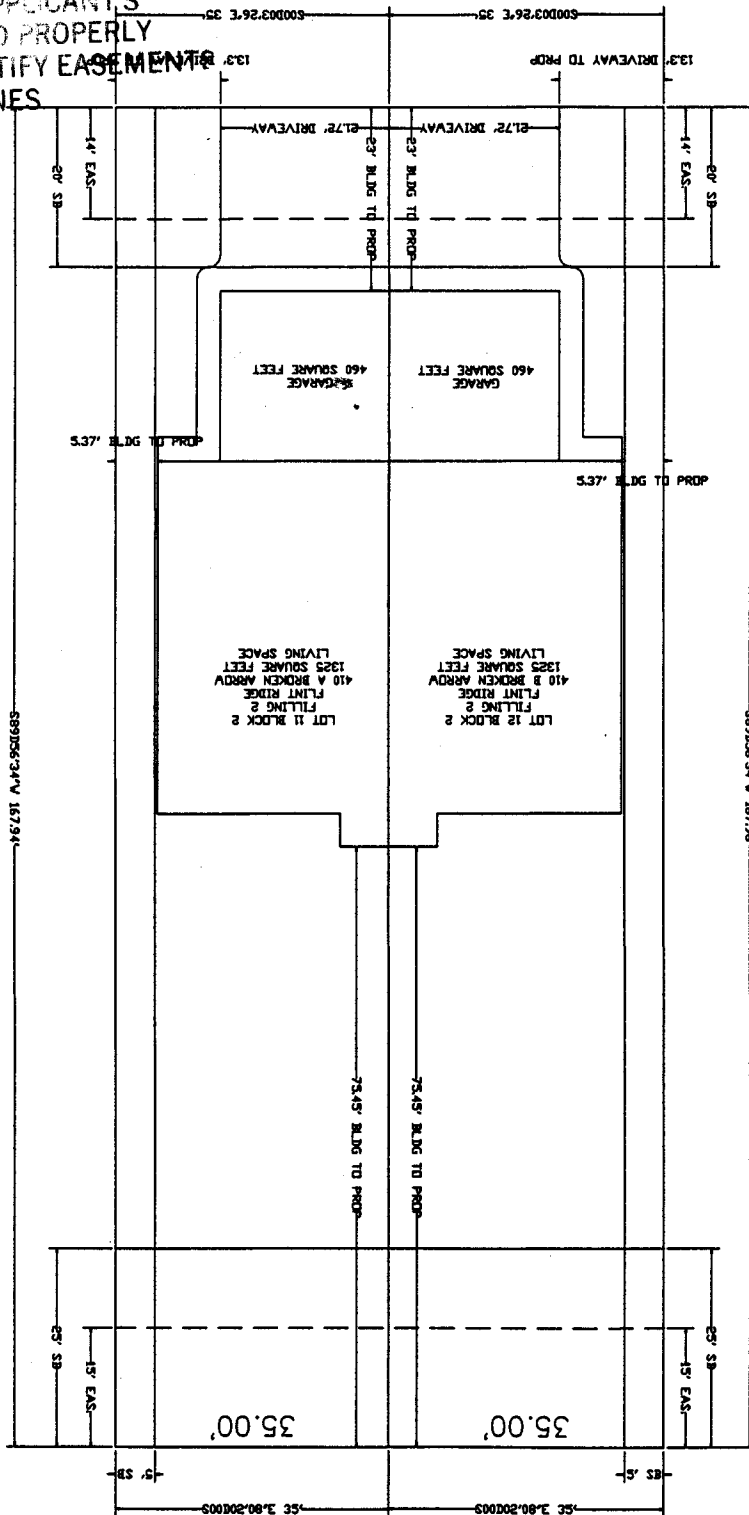 PPLICANT'S
O PROPERLY
TIFY EASEMENTS
NES
S00D03'26"E 35'
S00D03'26"E 35'
13.3' DRIVEWAY TO PROP
13.3' DRIVEWAY TO PROP
21.72' DRIVEWAY
21.72' DRIVEWAY
14' EAS
20' SB
23' BLDG TO PROP
23' BLDG TO PROP
14' EAS
20' SB
GARAGE
460 SQUARE FEET
GARAGE
460 SQUARE FEET
5.37' BLDG TO PROP
5.37' BLDG TO PROP
LOT 11 BLOCK 2
FILLING 2
FLINT RIDGE
410 A BROKEN ARROW
1325 SQUARE FEET
LIVING SPACE
LOT 12 BLOCK 2
FILLING 2
FLINT RIDGE
410 B BROKEN ARROW
1325 SQUARE FEET
LIVING SPACE
S89D56'34"W 167.94'
75.45' BLDG TO PROP
75.45' BLDG TO PROP
25' SB
15' EAS
25' SB
15' EAS
35.00'
35.00'
5' SB
5' SB
S00D02'08"E 35'
S00D02'08"E 35'